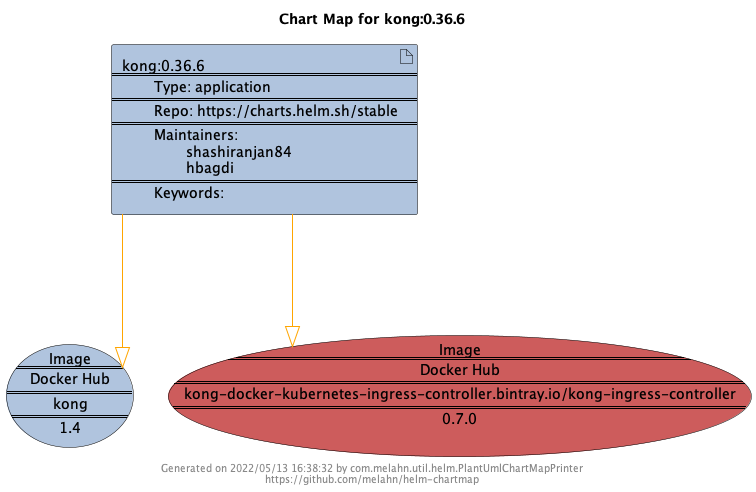 Chart Map for kong:0.36.6
kong:0.36.6
Type: application
Repo: https://charts.helm.sh/stable
Maintainers:
shashiranjan84
hbagdi
Keywords:
Image
Docker Hub
kong
1.4
Image
Docker Hub
kong-docker-kubernetes-ingress-controller.bintray.io/kong-ingress-controller
0.7.0
Generated on 2022/05/13 16:38:32 by com.melahn.util.helm.PlantUmlChartMapPrinter
https://github.com/melahn/helm-chartmap